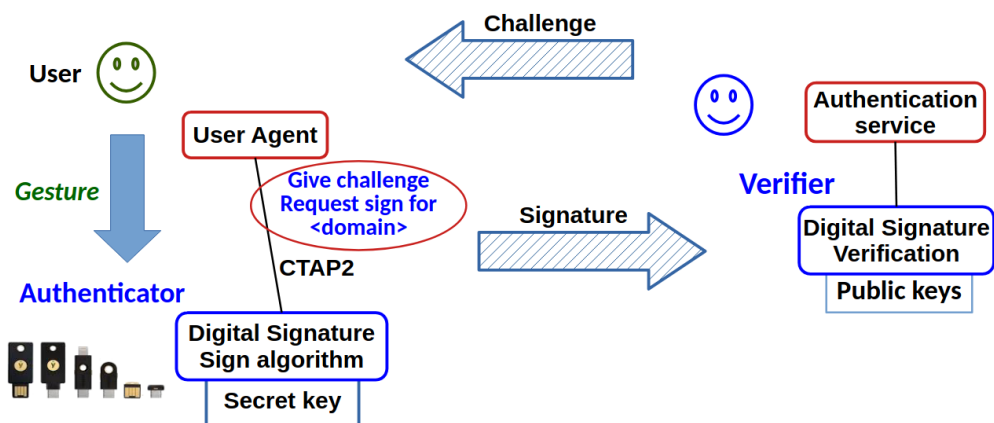 Challenge
User
User Agent
Authentication
service
Gesture
Give challenge
Request sign for
<domain>
Verifier
Signature
Digital Signature
Verification
CTAP2
Authenticator
Public keys
Digital Signature
Sign algorithm
Secret key